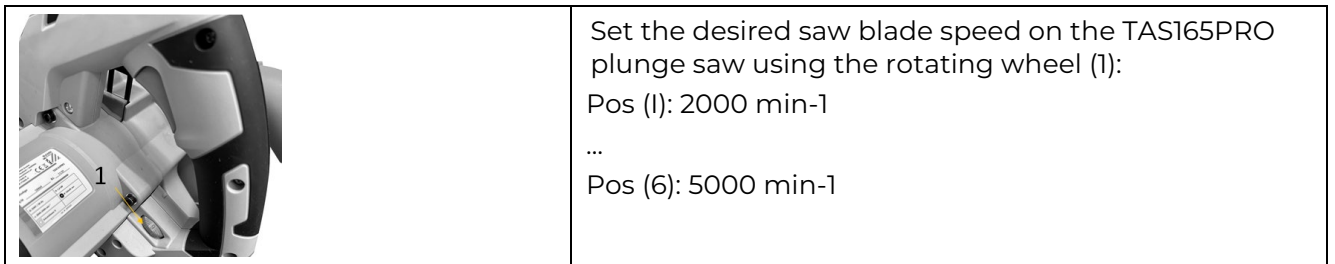 1
Set the desired saw blade speed on the TAS165PRO
plunge saw using the rotating wheel (1):
Pos (I): 2000 min-1
...
Pos (6): 5000 min-1